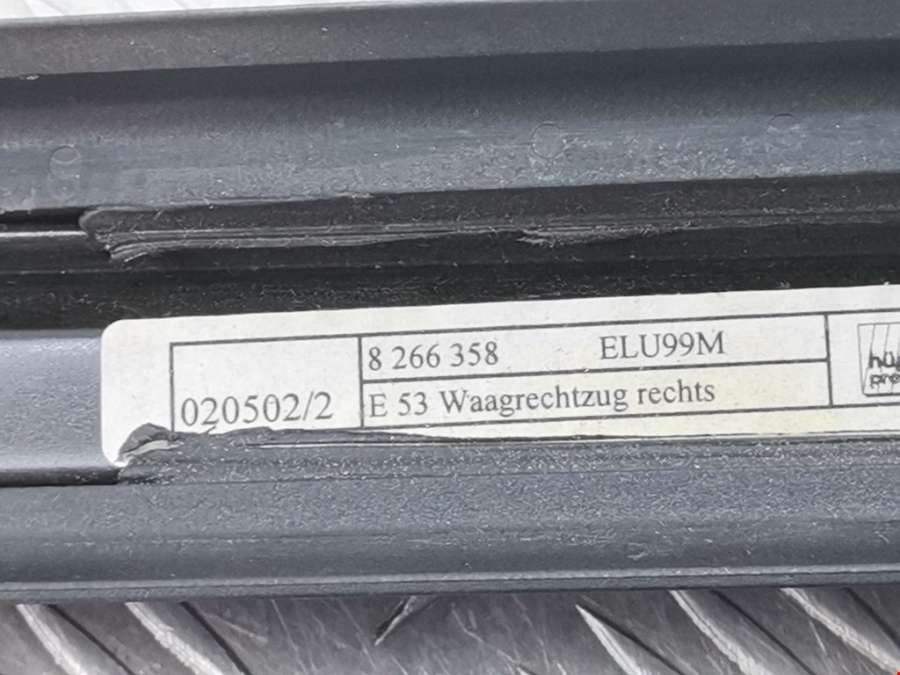 8 266 358 ELU99M
020502/2 E 53 Waagrechtzug rechts